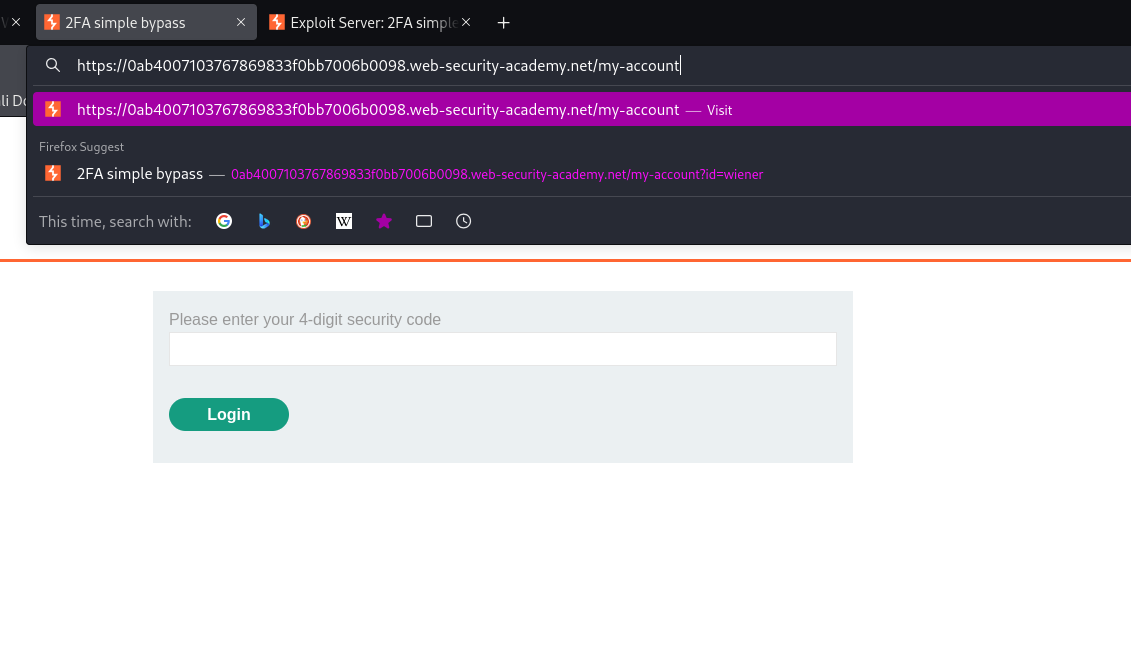 2FA simple bypass
Exploit Server: 2FA simple
https://0ab4007103767869833f0bb7006b0098.web-security-academy.net/my-account
https://0ab4007103767869833f0bb7006b0098.web-security-academy.net/my-account — Visit
Firefox Suggest
2FA simple bypass — 0ab4007103767869833f0bb7006b0098.web-security-academy.net/my-account?id=wiener
This time, search with:
W
Please enter your 4-digit security code
Login